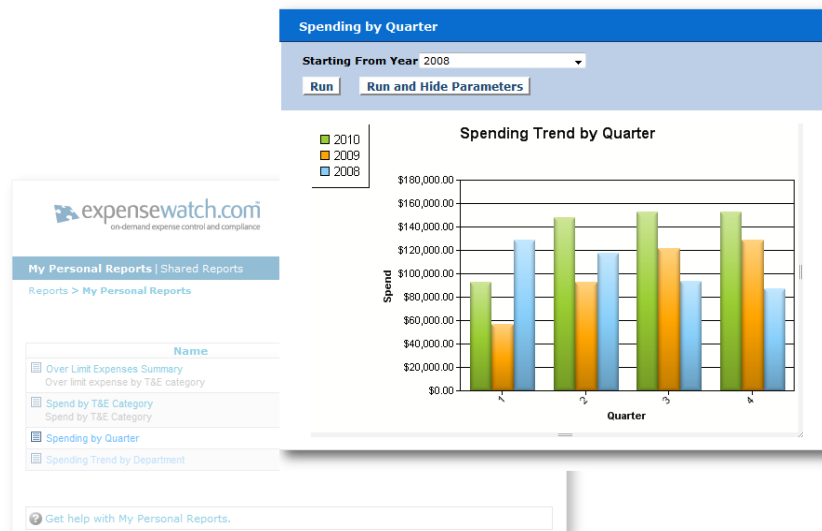 Spending by Quarter
Starting From Year 2008
Run Run and Hide Parameters
2010
2009
2008
Spending Trend by Quarter
$180,000.00
$160,000.00
$140,000.00
$120,000.00
$100,000.00
$80,000.00
$60,000.00
$40,000.00
$20,000.00
$0.00
Spend
1 2 3 4
Quarter
expensewatch.com
on-demand expense control and compliance
My Personal Reports | Shared Reports
Reports > My Personal Reports
Name
Over Limit Expenses Summary
Over limit expense by T&E category
Spend by T&E Category
Spend by T&E Category
Spending by Quarter
Spending Trend by Department
Get help with My Personal Reports.